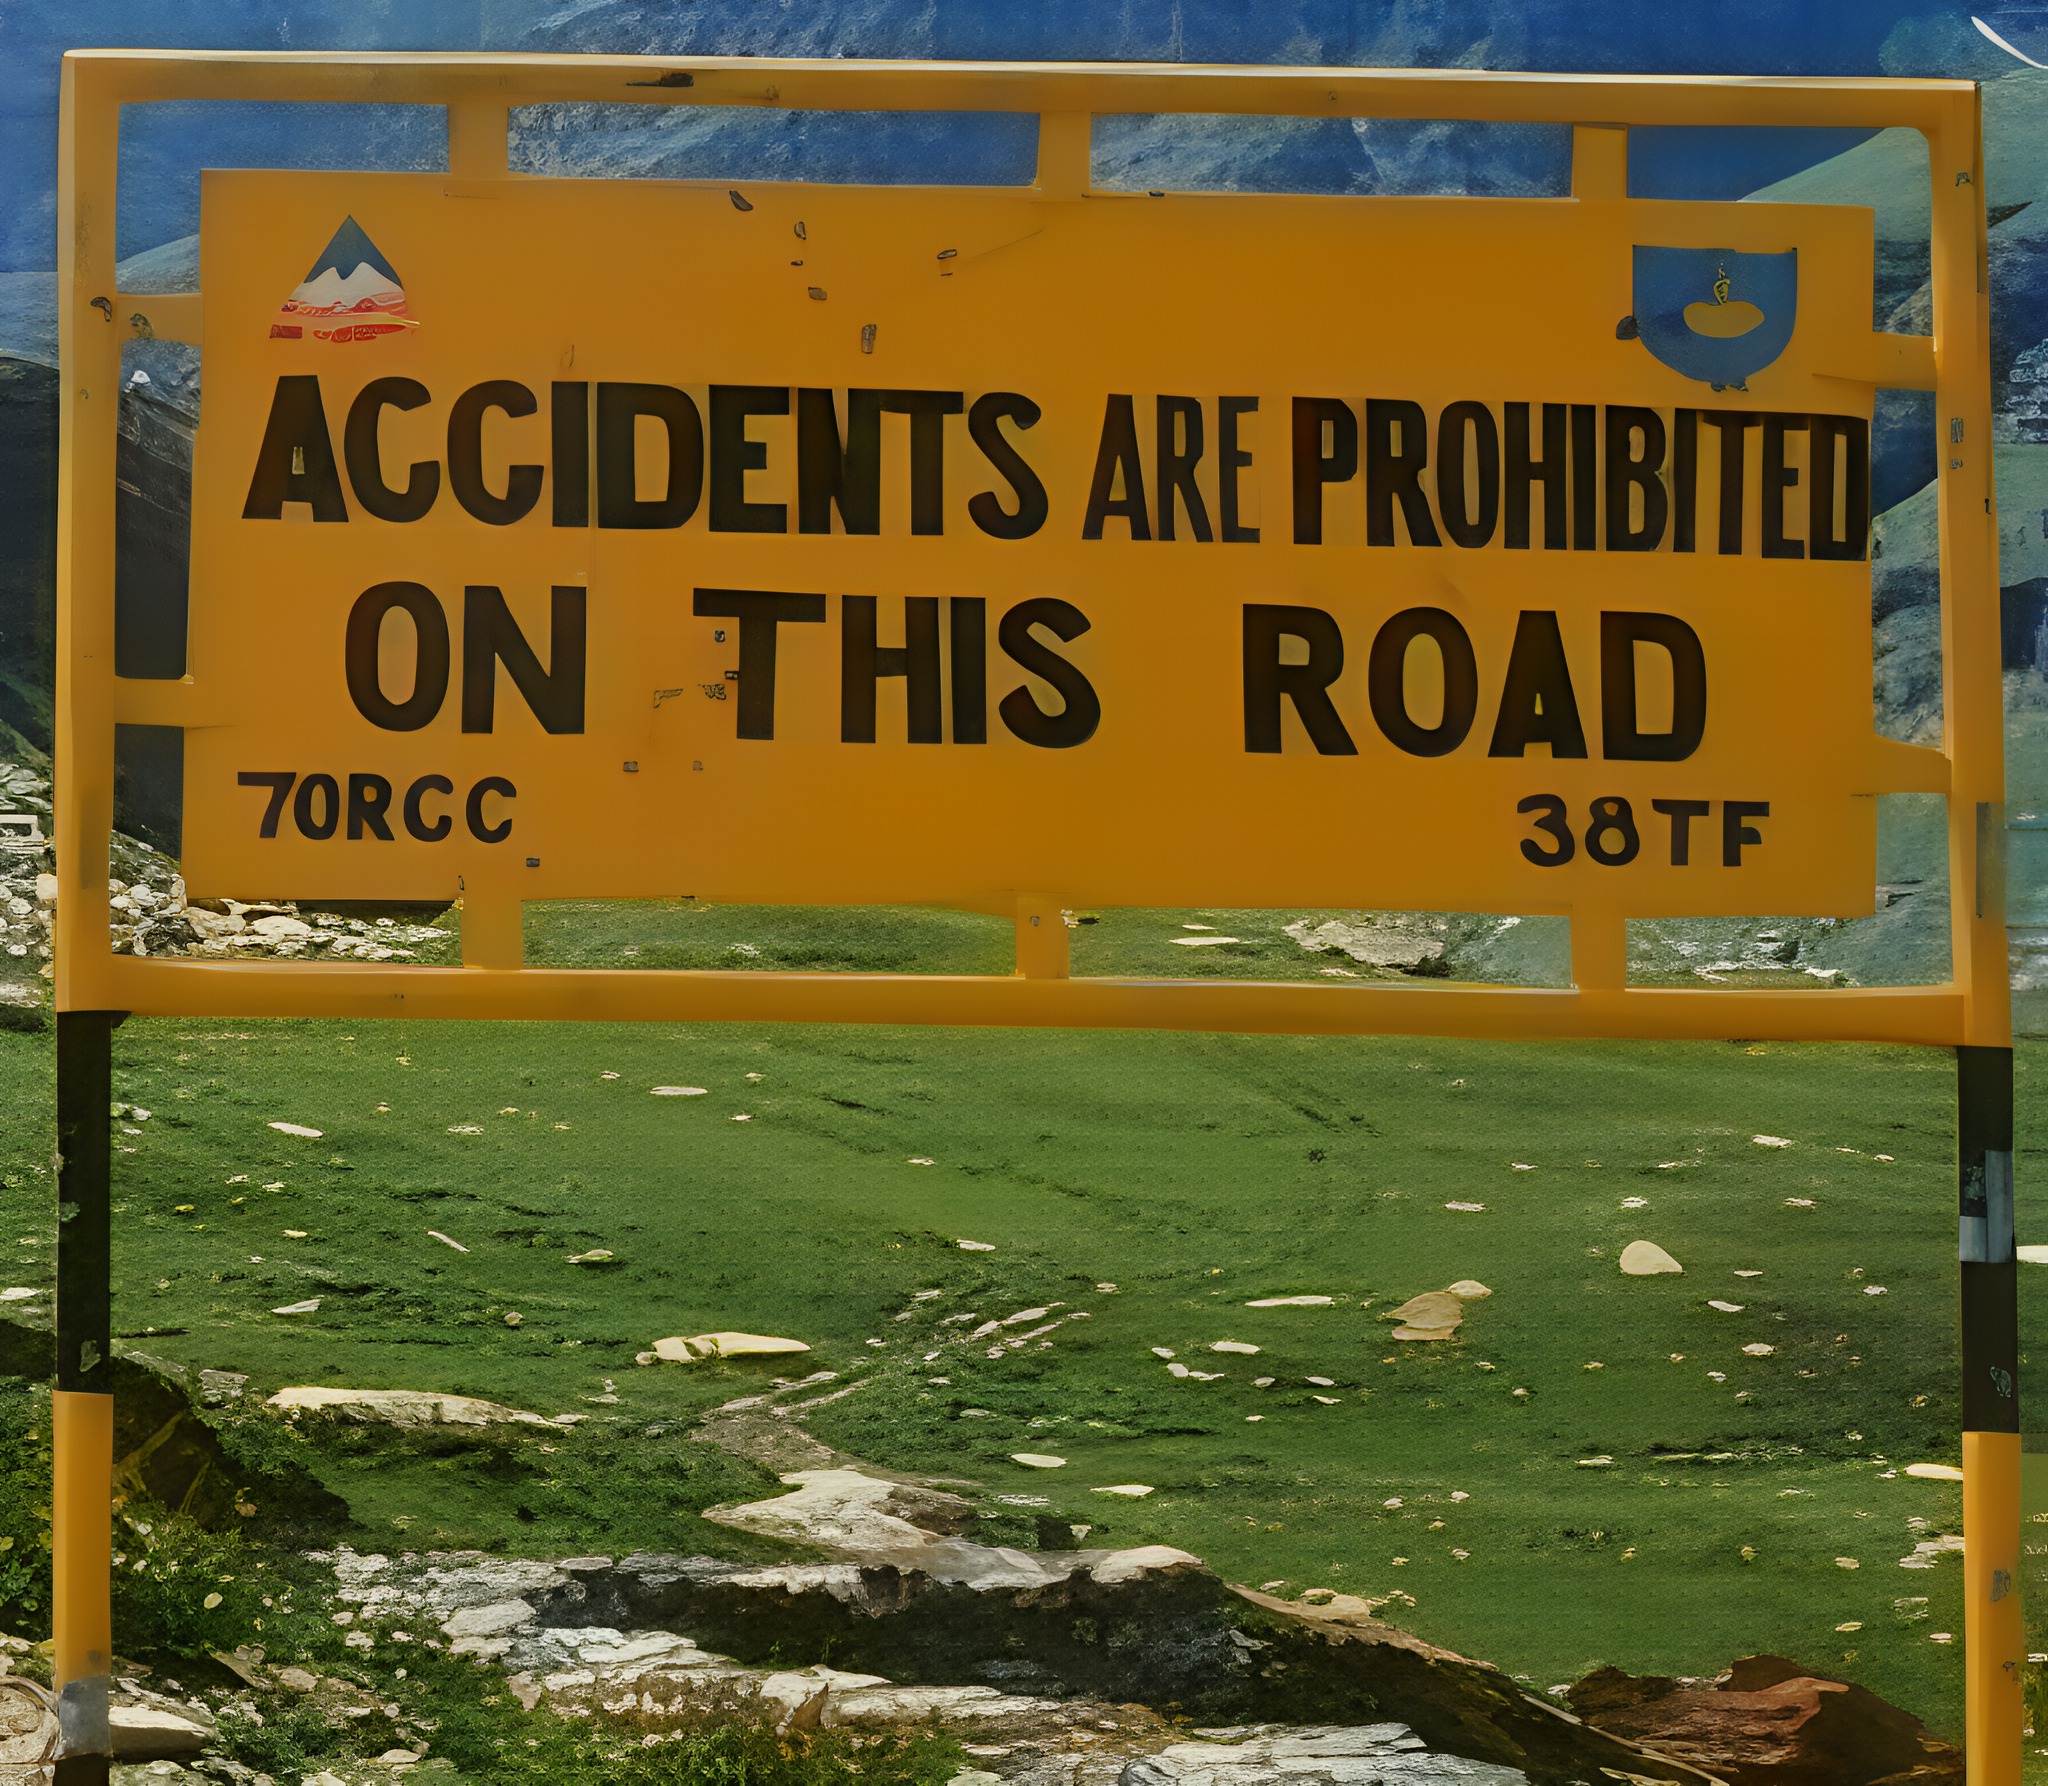 ACCIDENTS ARE PROHIBITED
ON THIS ROAD
70RCC 38TF